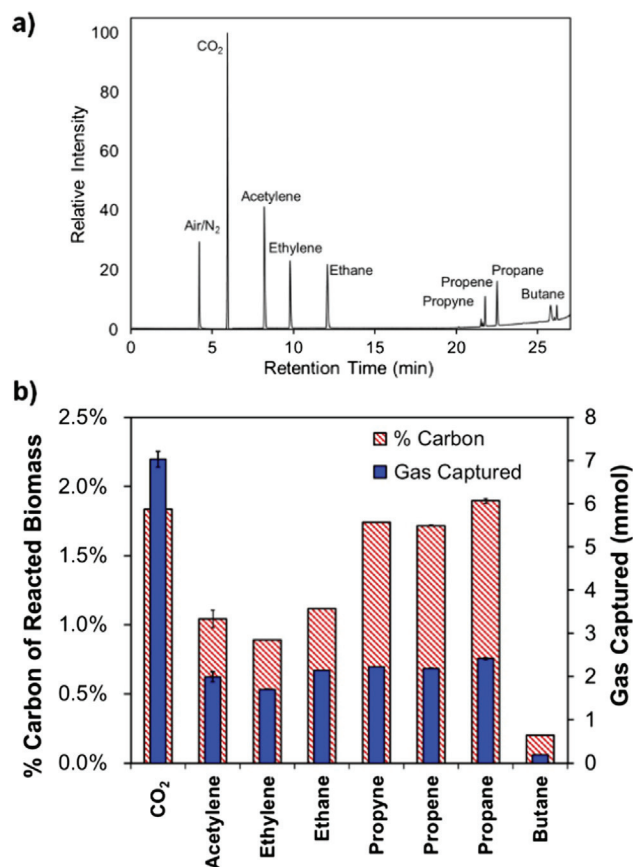 a)
100
80
60
40
20
0
Relative Intensity
CO₂
Air/N₂
Acetylene
Ethylene
Ethane
Propyne
Propene
Propane
Butane
0 5 10 15 20 25
Retention Time (min)
b)
2.5%
2.0%
1.5%
1.0%
0.5%
0.0%
% Carbon of Reacted Biomass
% Carbon
Gas Captured
8
7
6
5
4
3
2
1
0
Gas Captured (mmol)
CO₂
Acetylene
Ethylene
Ethane
Propyne
Propene
Propane
Butane